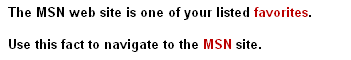 The MSN web site is one of your listed favorites.
Use this fact to navigate to the MSN site.